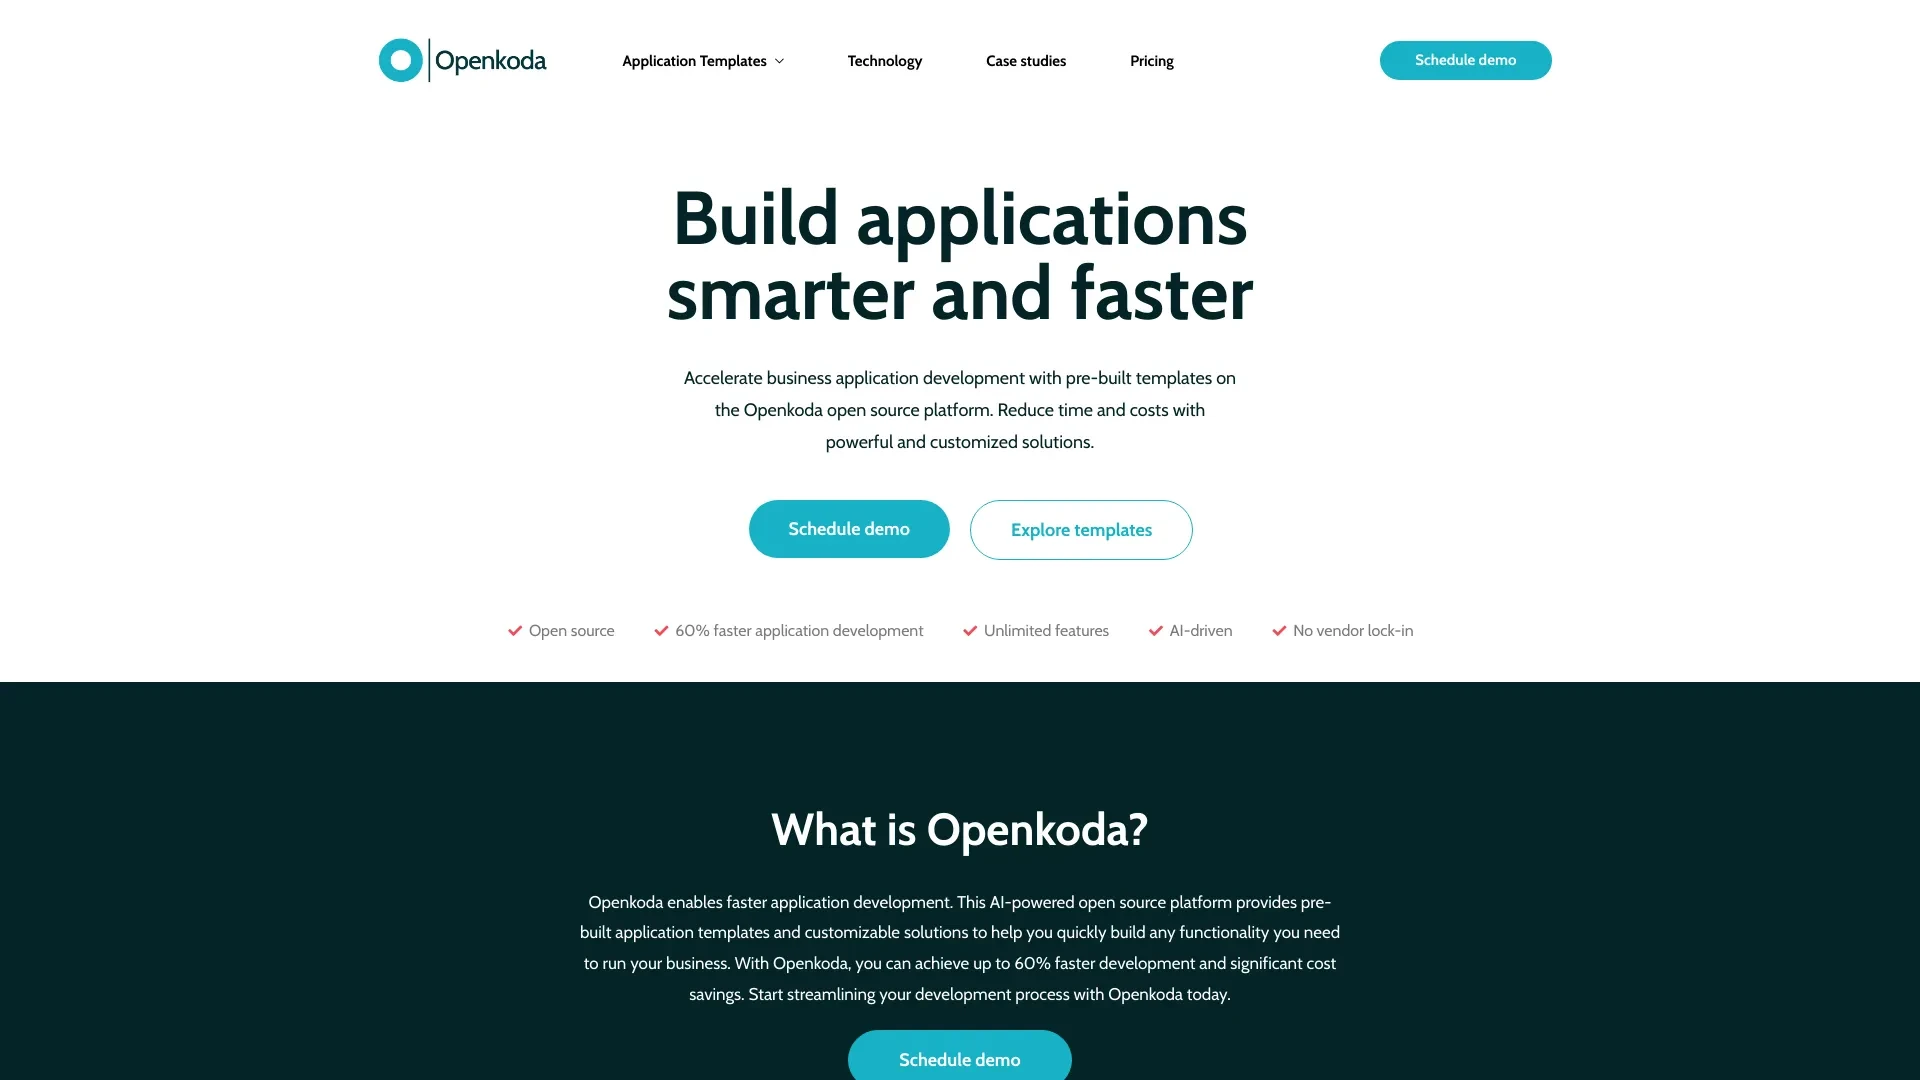 Openkoda
Application Templates
Technology
Case studies
Pricing
Schedule demo
Build applications
smarter and faster
Accelerate business application development with pre-built templates on
the Openkoda open source platform. Reduce time and costs with
powerful and customized solutions.
Schedule demo
Explore templates
Open source
60% faster application development
Unlimited features
AI-driven
No vendor lock-in
What is Openkoda?
Openkoda enables faster application development. This AI-powered open source platform provides pre-
built application templates and customizable solutions to help you quickly build any functionality you need
to run your business. With Openkoda, you can achieve up to 60% faster development and significant cost
savings. Start streamlining your development process with Openkoda today.
Schedule demo